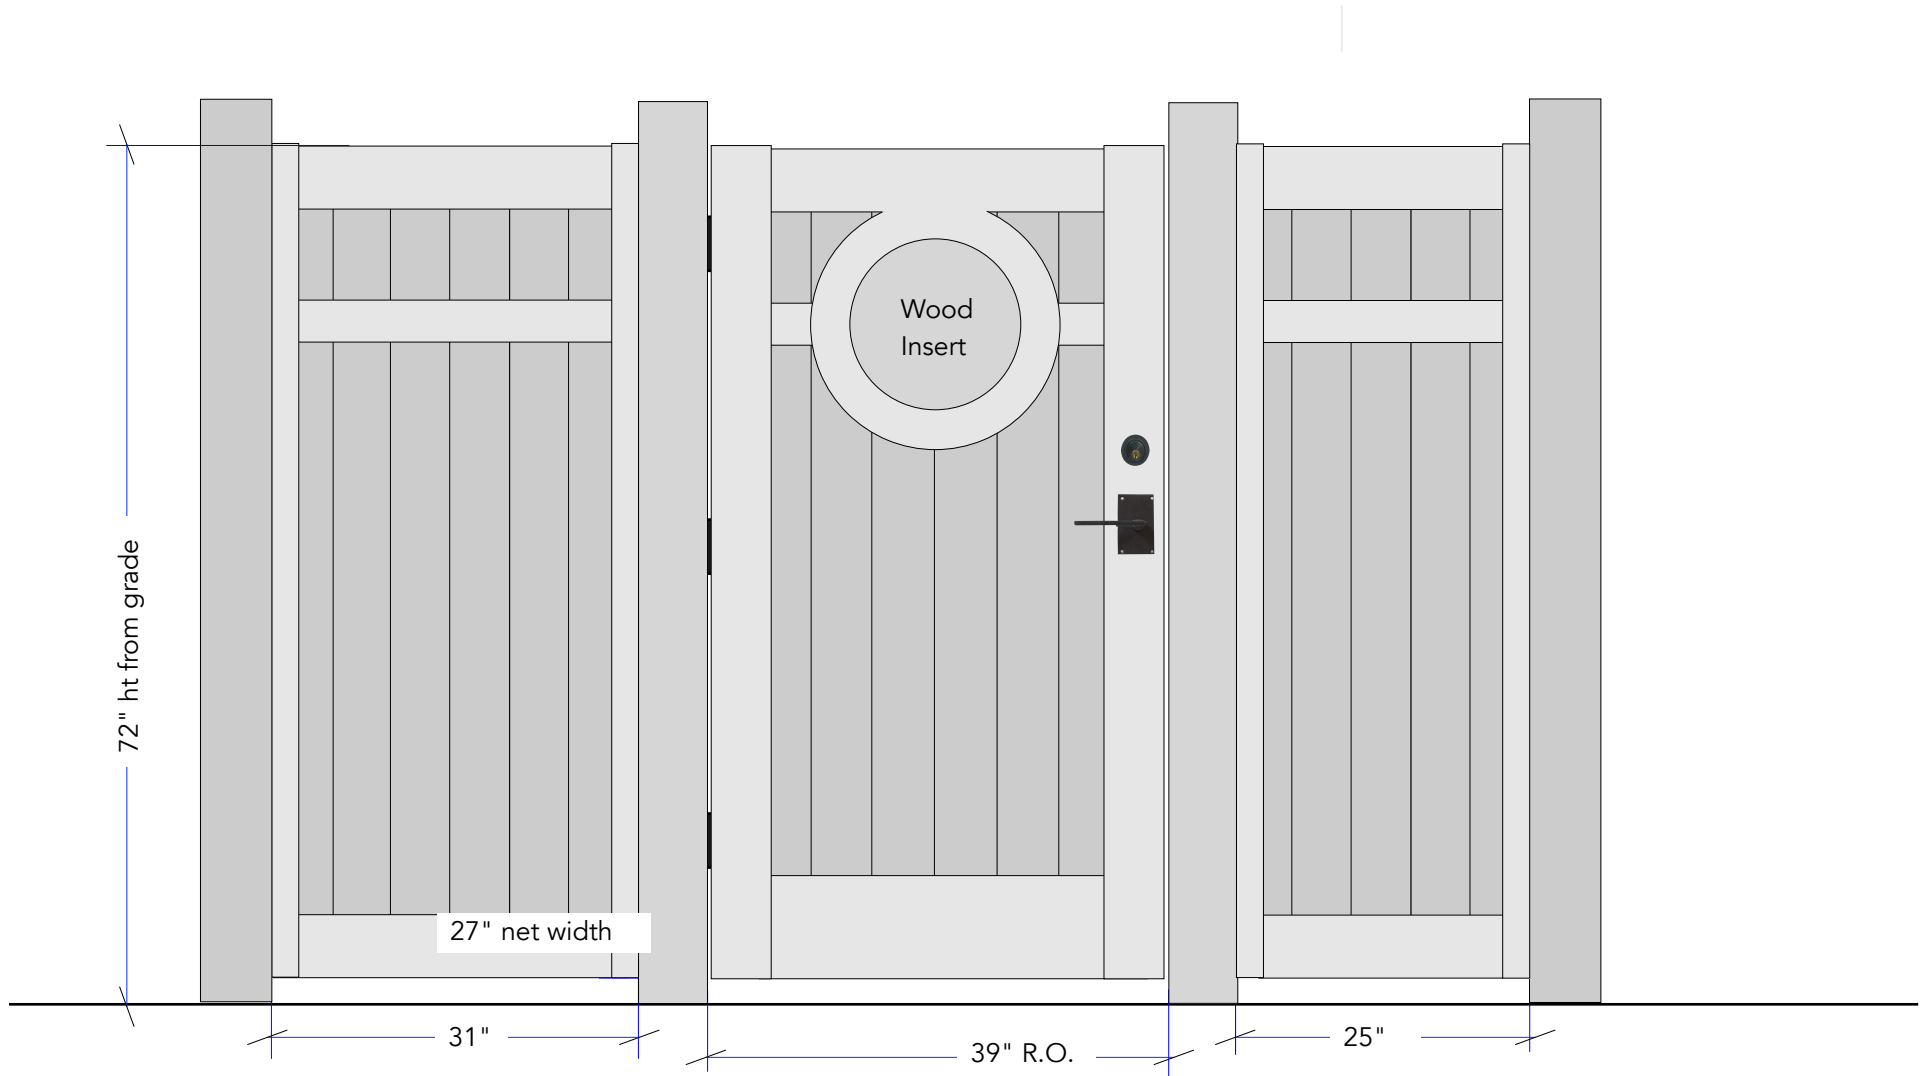 Wood
Insert
72" ht from grade
27" net width
31"
39" R.O.
25"